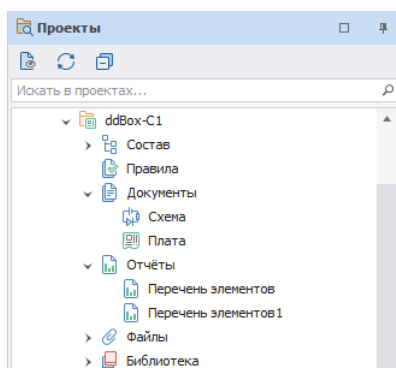 Проекты
Искать в проектах...
ddBox-C1
Состав
Правила
Документы
Схема
Плата
Отчёты
Перечень элементов
Перечень элементов1
Файлы
Библиотека